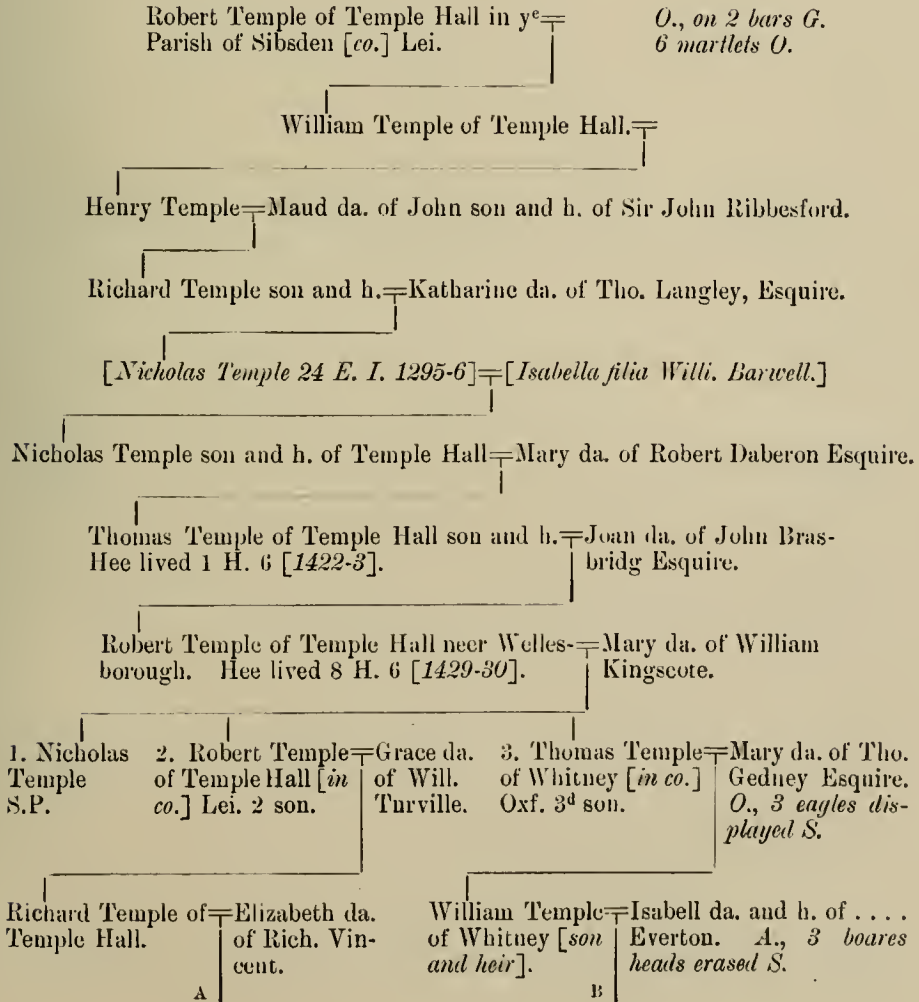 Robert Temple of Temple Hall in yᵉ O., on 2 bars G.
Parish of Sibsden [co.] Lei. 6 martlets O.
William Temple of Temple Hall.
Henry Temple=Maud da. of John son and h. of Sir John Ribbesford.
Richard Temple son and h.=Katharine da. of Tho. Langley, Esquire.
[Nicholas Temple 24 E. I. 1295-6]=[Isabella filia Willi. Barwell.]
Nicholas Temple son and h. of Temple Hall=Mary da. of Robert Daberon Esquire.
Thomas Temple of Temple Hall son and h.=Joan da. of John Bras-
Hee lived 1 H. 6 [1422-3]. bridg Esquire.
Robert Temple of Temple Hall neer Welles-=Mary da. of William
borough. Hee lived 8 H. 6 [1429-30]. Kingscote.
1. Nicholas
Temple
S.P.
2. Robert Temple=Grace da.
of Temple Hall [in of Will.
co.] Lei. 2 son. Turville.
3. Thomas Temple=Mary da. of Tho.
of Whitney [in co.] Gedney Esquire.
Oxf. 3ᵈ son. O., 3 eagles dis-
played S.
Richard Temple of=Elizabeth da.
Temple Hall. of Rich. Vin-
cent.
A
William Temple=Isabell da. and h. of . . . .
of Whitney [son Everton. A., 3 boares
and heir]. heads erased S.
B